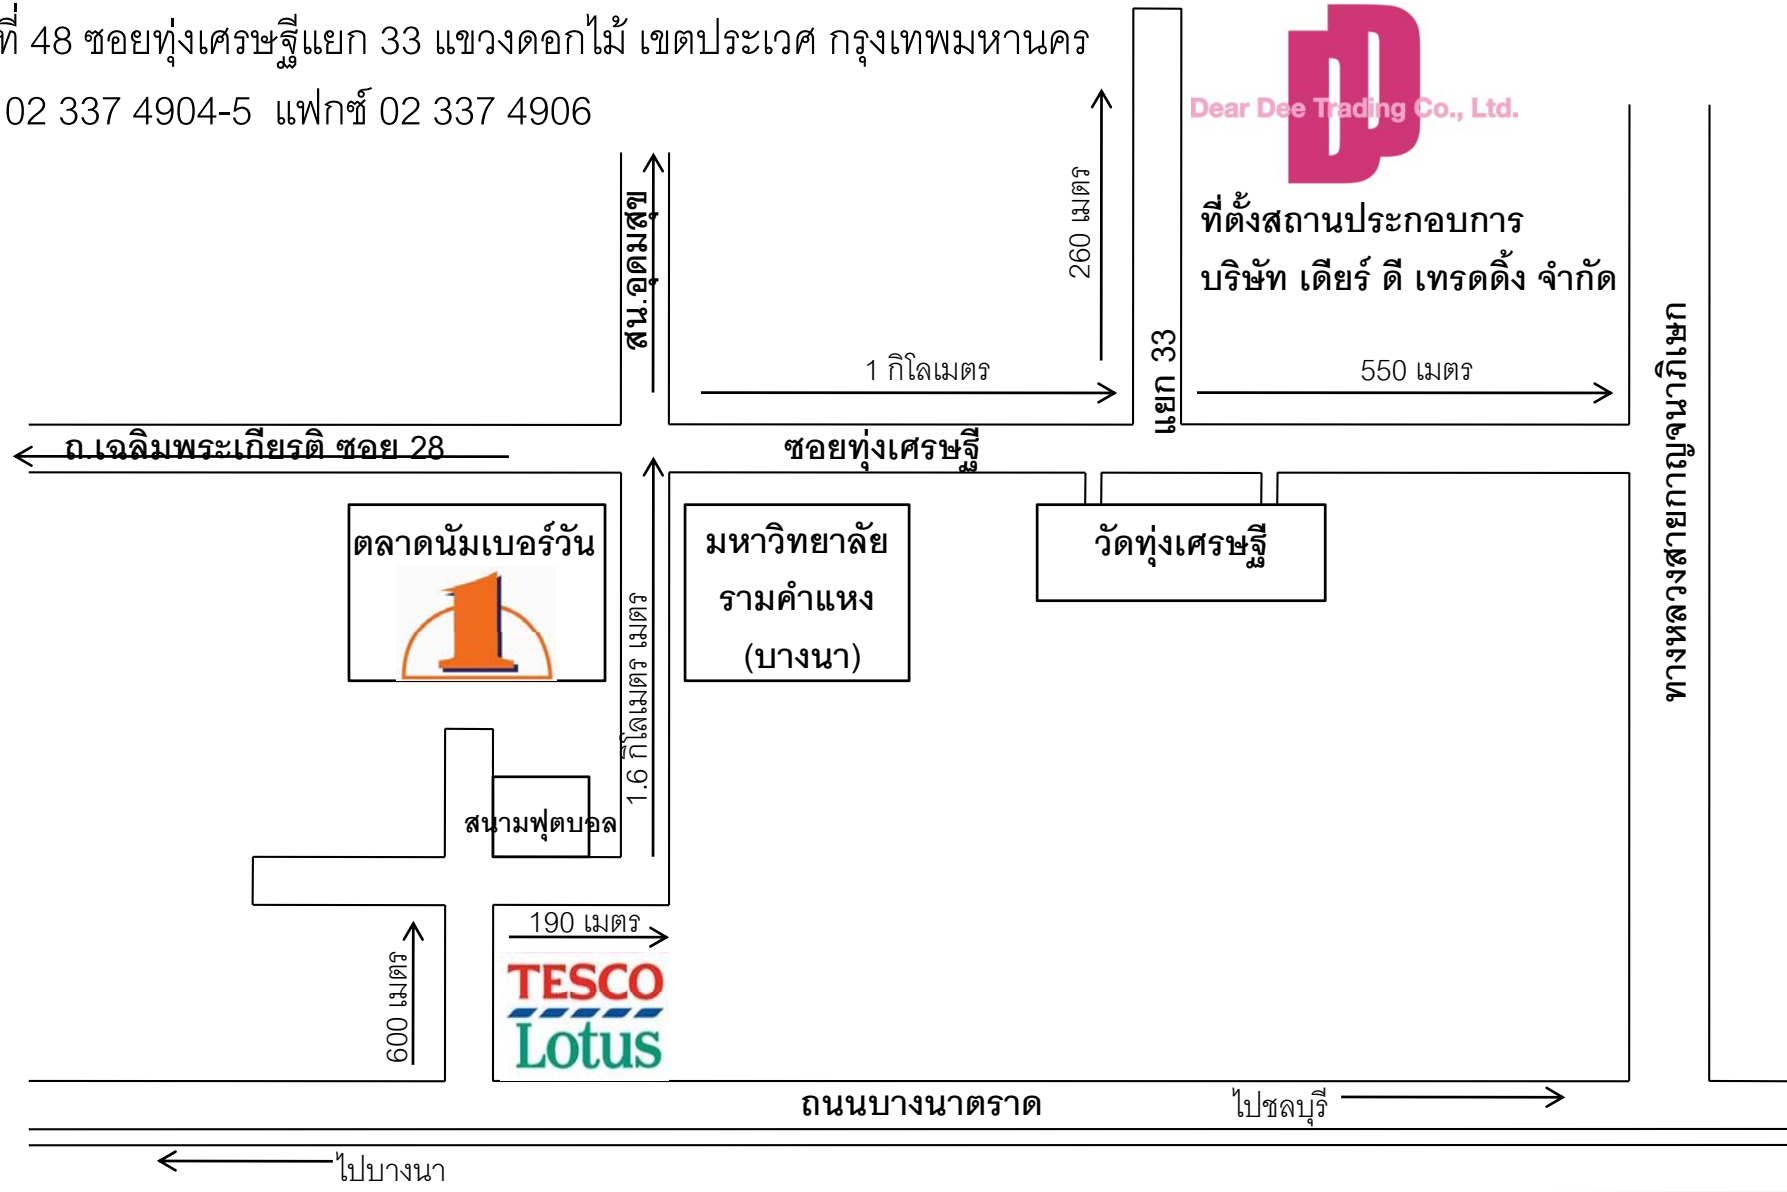 ที่ 48 ซอยทุ่งเศรษฐีแยก 33 แขวงดอกไม้ เขตประเวศ กรุงเทพมหานคร
02 337 4904-5 แฟกซ์ 02 337 4906
Dear Dee Trading Co., Ltd.
ที่ตั้งสถานประกอบการ
บริษัท เดียร์ ดี เทรดดิ้ง จำกัด
สน.อุดมสุข
260 เมตร
แยก 33
1 กิโลเมตร
550 เมตร
ทางหลวงสายกาญจนาภิเษก
ถ.เฉลิมพระเกียรติ ซอย 28
ซอยทุ่งเศรษฐี
ตลาดนัมเบอร์วัน
1
มหาวิทยาลัย
รามคำแหง
(บางนา)
วัดทุ่งเศรษฐี
1.6 กิโลเมตร เมตร
สนามฟุตบอล
190 เมตร
600 เมตร
TESCO
Lotus
ถนนบางนาตราด
ไปชลบุรี
ไปบางนา